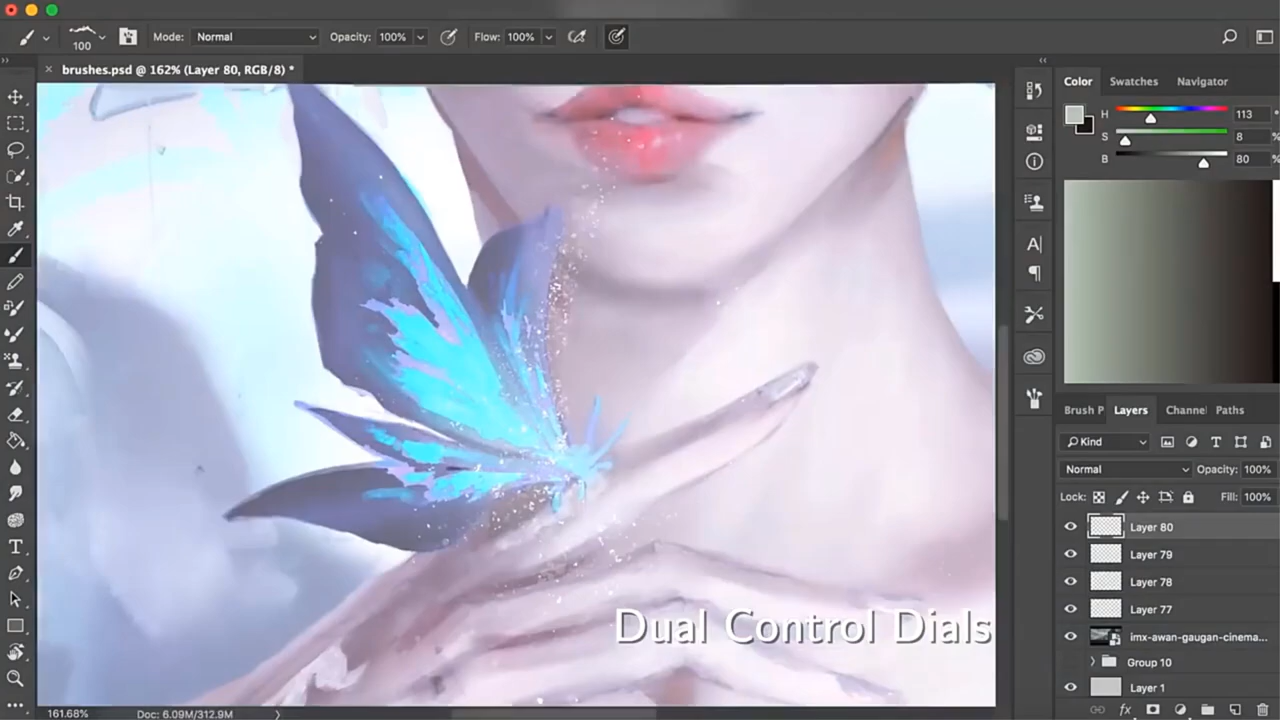 100 Mode: Normal Opacity: 100% Flow: 100%
× brushes.psd @ 162% (Layer 80, RGB/8) *
Color Swatches Navigator
H 113 °
S 8 %
B 80 %
Brush P Layers Channel Paths
Kind
Normal Opacity: 100%
Lock: Fill: 100%
Layer 80
Layer 79
Layer 78
Layer 77
imx-awan-gaugan-cinema...
Group 10
Layer 1
fx
Dual Control Dials
161.68% Doc: 6.09M/312.9M